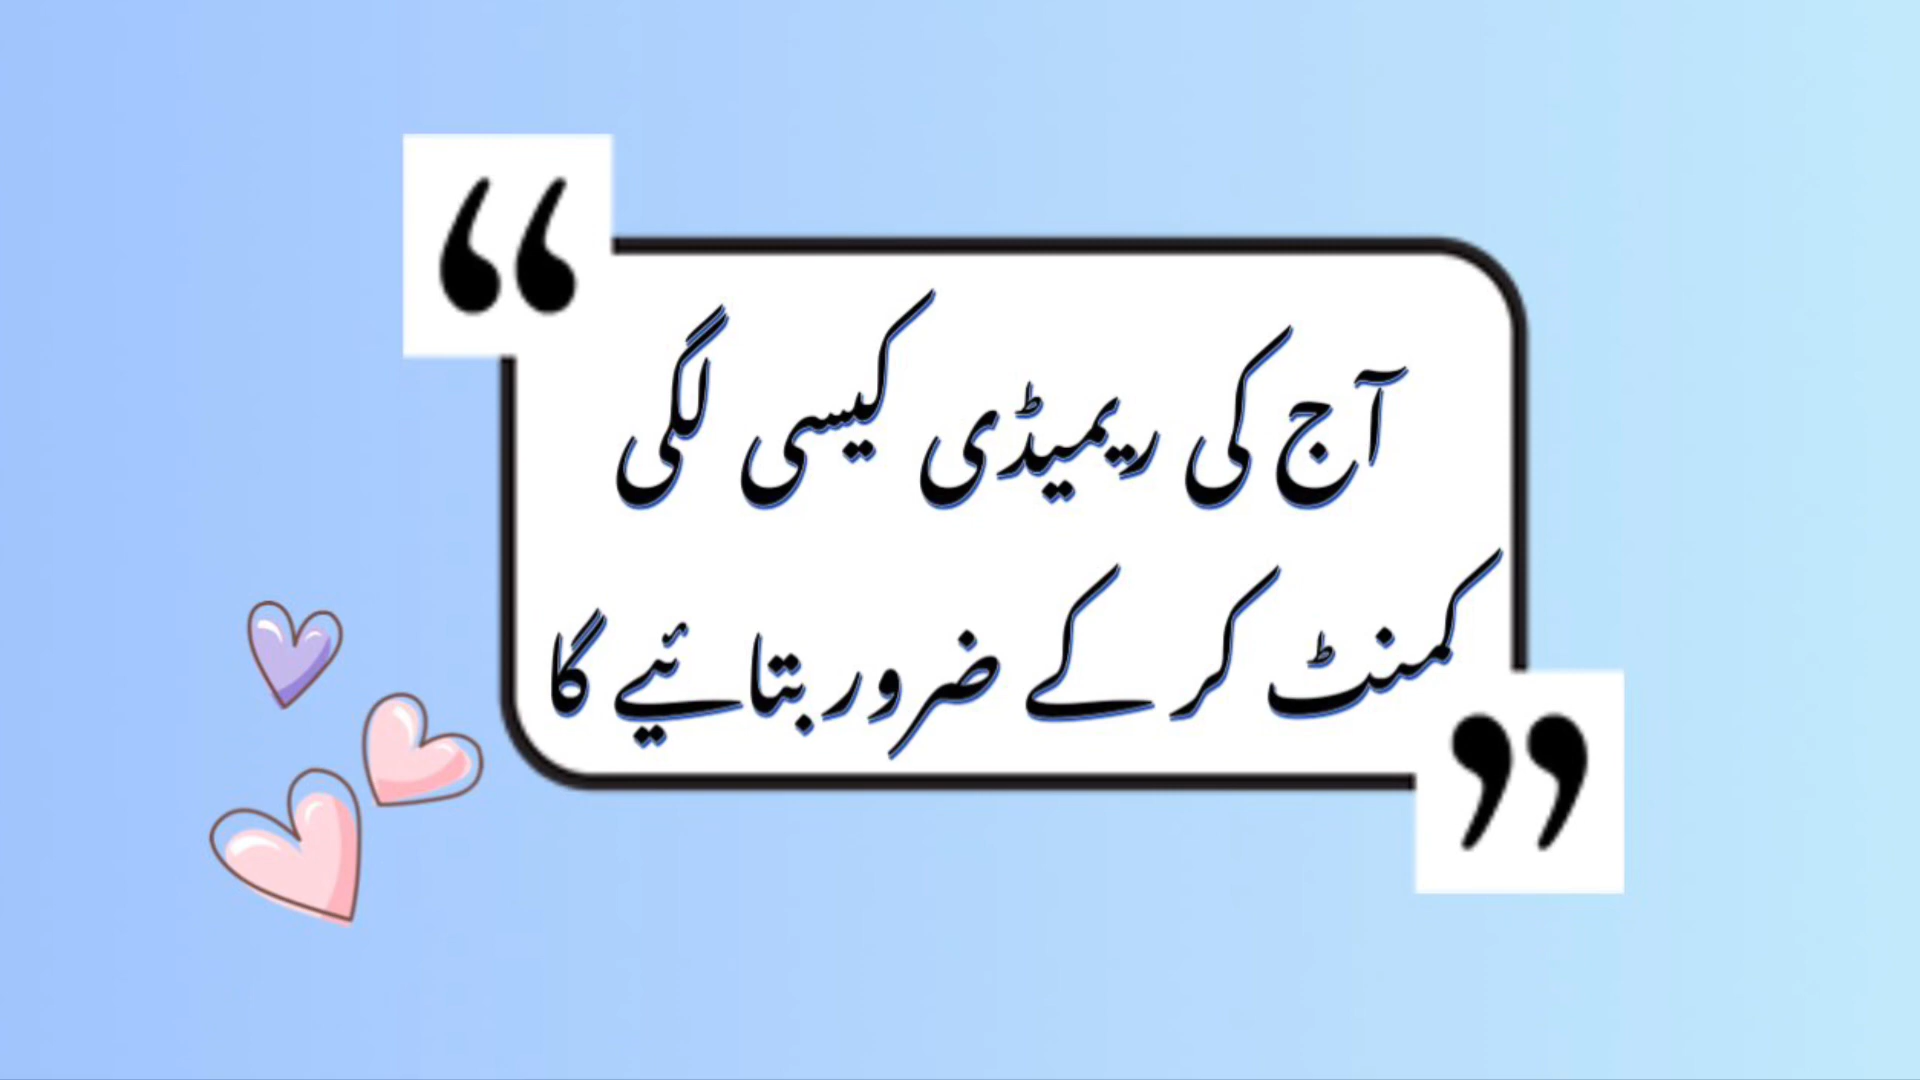 آج کی ریمیڈی کیسی لگی
کمنٹ کر کے ضرور بتائیے گا